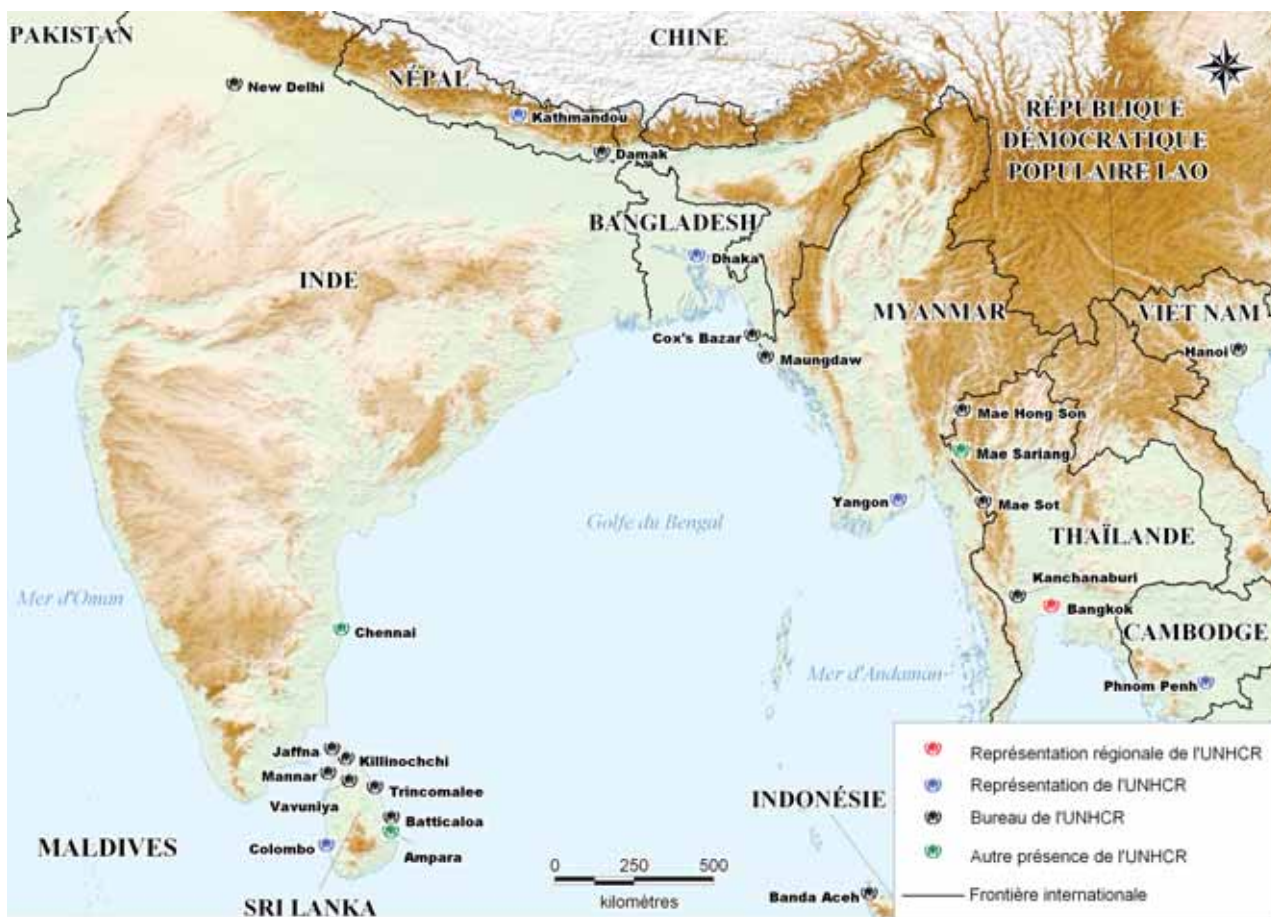 PAKISTAN
CHINE
New Delhi
NÉPAL
Kathmandou
RÉPUBLIQUE
DÉMOCRATIQUE
POPULAIRE LAO
Damak
BANGLADESH
Dhaka
INDE
MYANMAR
VIET NAM
Cox's Bazar
Maungdaw
Hanoi
Mae Hong Son
Mae Sariang
Yangon
Mae Sot
Golfe du Bengal
THAÏLANDE
Kanchanaburi
Mer d'Oman
Bangkok
Chennai
CAMBODGE
Mer d'Andaman
Phnom Penh
Jaffna
Killinochchi
Mannar
Trincomalee
Vavuniya
Batticaloa
Colombo
Ampara
MALDIVES
SRI LANKA
INDONÉSIE
Banda Aceh
0 250 500
kilomètres
Représentation régionale de l'UNHCR
Représentation de l'UNHCR
Bureau de l'UNHCR
Autre présence de l'UNHCR
Frontière internationale